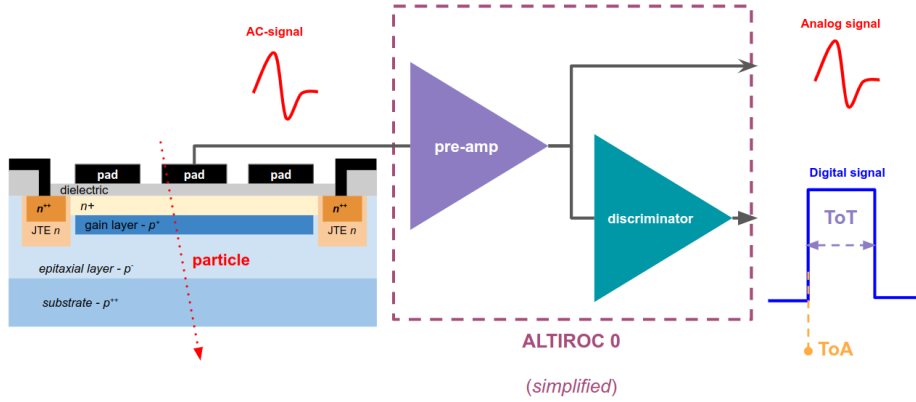 AC-signal
Analog signal
pre-amp
pad
pad
pad
Digital signal
dielectric
n⁺⁺
n+
n⁺⁺
discriminator
ToT
gain layer - p⁺
JTE n
JTE n
particle
epitaxial layer - p⁻
substrate - p⁺⁺
ALTIROC 0
ToA
(simplified)